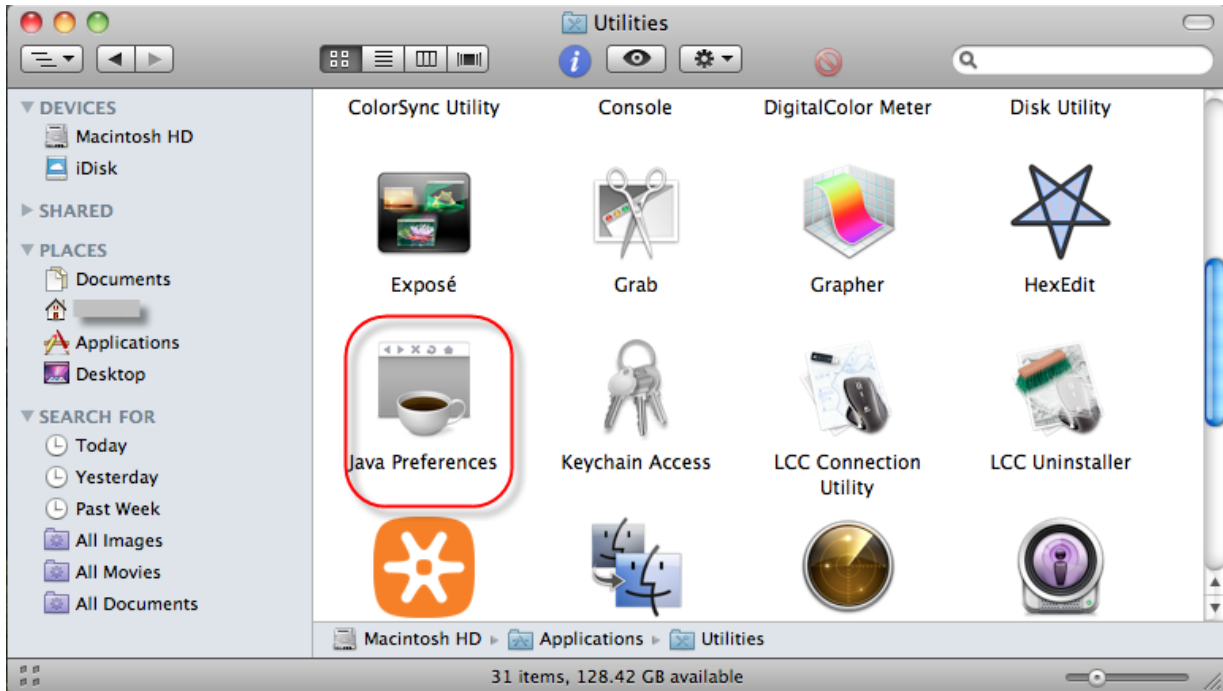 Utilities
DEVICES
Macintosh HD
iDisk
SHARED
PLACES
Documents
Applications
Desktop
SEARCH FOR
Today
Yesterday
Past Week
All Images
All Movies
All Documents
ColorSync Utility
Console
DigitalColor Meter
Disk Utility
Exposé
Grab
Grapher
HexEdit
Java Preferences
Keychain Access
LCC Connection
Utility
LCC Uninstaller
Macintosh HD
Applications
Utilities
31 items, 128.42 GB available